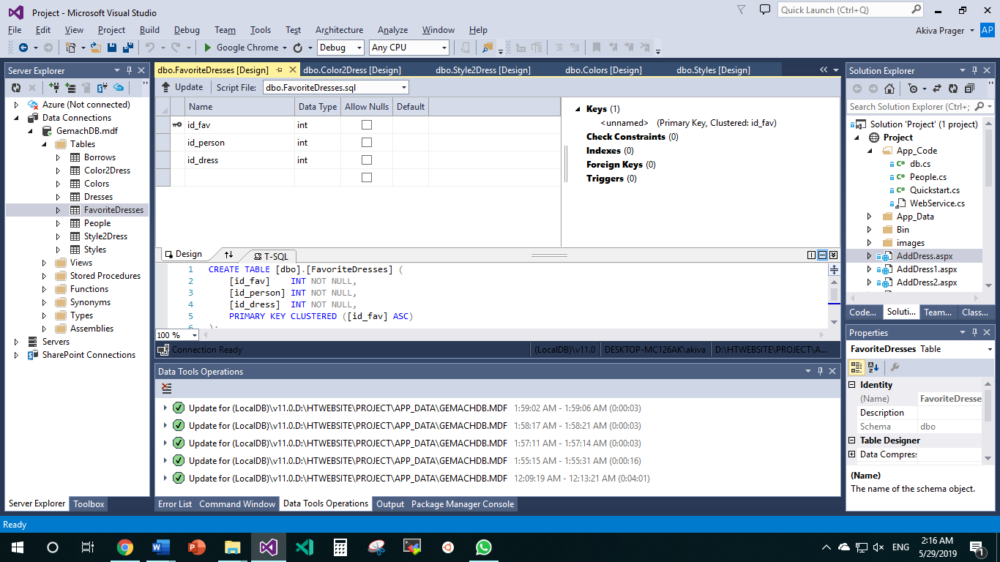 Project - Microsoft Visual Studio
Quick Launch (Ctrl+Q)
File Edit View Project Build Debug Team Tools Test Architecture Analyze Window Help
Akiva Prager AP
Google Chrome Debug Any CPU
Server Explorer
Azure (Not connected)
Data Connections
GemachDB.mdf
Tables
Borrows
Color2Dress
Colors
Dresses
FavoriteDresses
People
Style2Dress
Styles
Views
Stored Procedures
Functions
Synonyms
Types
Assemblies
Servers
SharePoint Connections
Server Explorer Toolbox
dbo.FavoriteDresses [Design] dbo.Color2Dress [Design] dbo.Style2Dress [Design] dbo.Colors [Design] dbo.Styles [Design]
Update Script File: dbo.FavoriteDresses.sql
Name Data Type Allow Nulls Default
id_fav int
id_person int
id_dress int
Keys (1)
<unnamed> (Primary Key, Clustered: id_fav)
Check Constraints (0)
Indexes (0)
Foreign Keys (0)
Triggers (0)
Design T-SQL
1 CREATE TABLE [dbo].[FavoriteDresses] (
2 [id_fav] INT NOT NULL,
3 [id_person] INT NOT NULL,
4 [id_dress] INT NOT NULL,
5 PRIMARY KEY CLUSTERED ([id_fav] ASC)
6 );
100 %
Connection Ready (LocalDB)\v11.0 DESKTOP-MC126AK\akiva D:\HTWEBSITE\PROJECT\A...
Data Tools Operations
Update for (LocalDB)\v11.0.D:\HTWEBSITE\PROJECT\APP_DATA\GEMACHDB.MDF 1:59:02 AM - 1:59:06 AM (0:00:03)
Update for (LocalDB)\v11.0.D:\HTWEBSITE\PROJECT\APP_DATA\GEMACHDB.MDF 1:58:17 AM - 1:58:21 AM (0:00:03)
Update for (LocalDB)\v11.0.D:\HTWEBSITE\PROJECT\APP_DATA\GEMACHDB.MDF 1:57:11 AM - 1:57:14 AM (0:00:03)
Update for (LocalDB)\v11.0.D:\HTWEBSITE\PROJECT\APP_DATA\GEMACHDB.MDF 1:55:15 AM - 1:55:31 AM (0:00:16)
Update for (LocalDB)\v11.0.D:\HTWEBSITE\PROJECT\APP_DATA\GEMACHDB.MDF 12:09:19 AM - 12:13:21 AM (0:04:01)
Error List Command Window Data Tools Operations Output Package Manager Console
Solution Explorer
Search Solution Explorer (Ctrl+;
Solution 'Project' (1 project)
Project
App_Code
C# db.cs
C# People.cs
C# Quickstart.cs
WebService.cs
App_Data
Bin
images
AddDress.aspx
AddDress1.aspx
AddDress2.aspx
Code... Soluti... Team... Class...
Properties
FavoriteDresses Table
Identity
(Name) FavoriteDresse
Description
Schema dbo
Table Designer
Data Compress
(Name)
The name of the schema object.
Ready
ENG
2:16 AM
5/29/2019
1